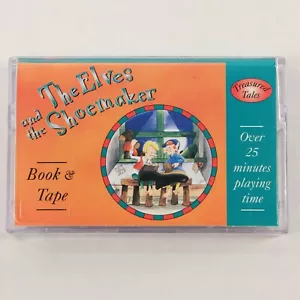 The Elves
and the Shoemaker
Treasured
Tales
Book &
Tape
Over
25
minutes
playing
time